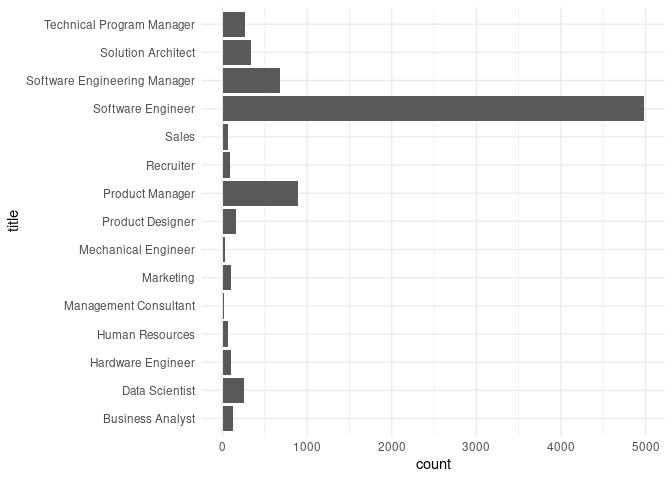 Technical Program Manager
Solution Architect
Software Engineering Manager
Software Engineer
Sales
Recruiter
Product Manager
Product Designer
Mechanical Engineer
Marketing
Management Consultant
Human Resources
Hardware Engineer
Data Scientist
Business Analyst
title
0 1000 2000 3000 4000 5000
count